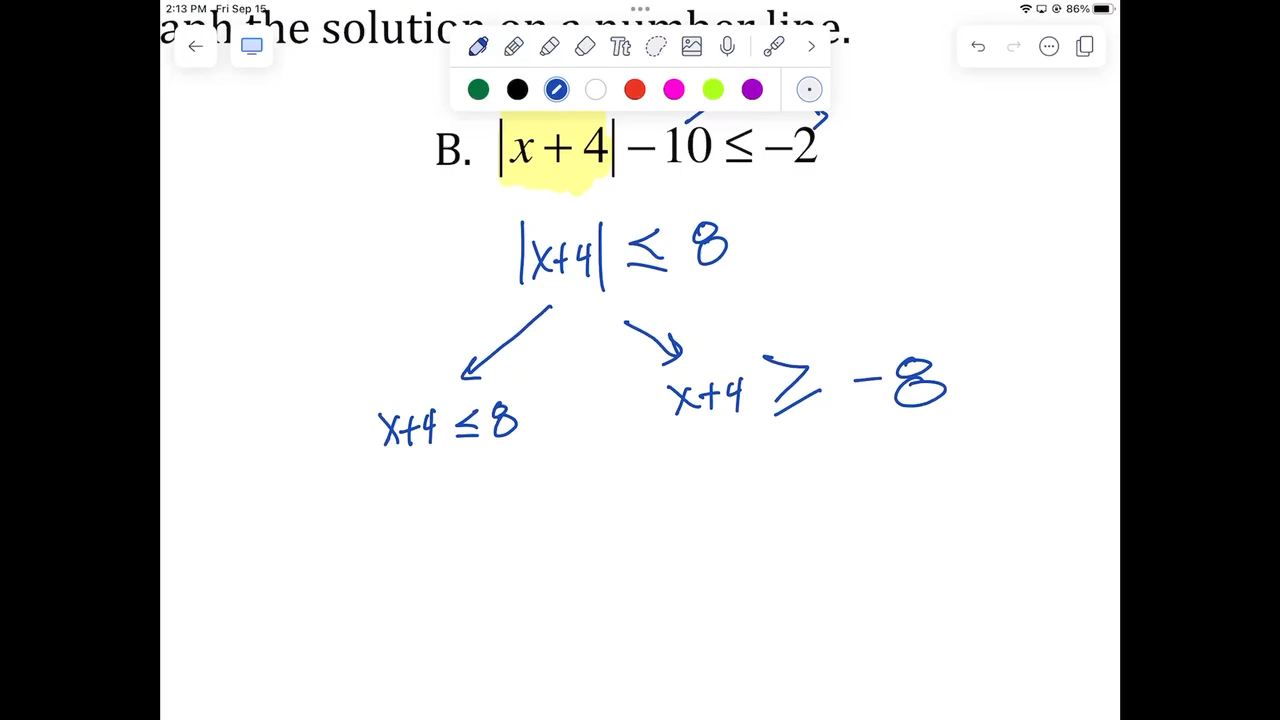 2:13 PM Fri Sep 15 86%
aph the solution on a number line.
Tt
B. |x + 4| − 10 ≤ −2
|x+4| ≤ 8
x+4 ≤ 8 x+4 ≥ −8